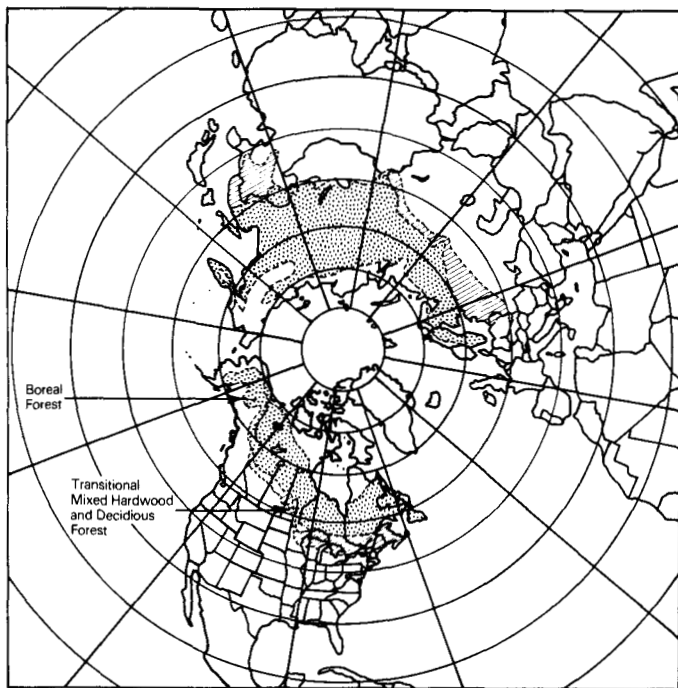 Boreal
Forest
Transitional
Mixed Hardwood
and Decidious
Forest